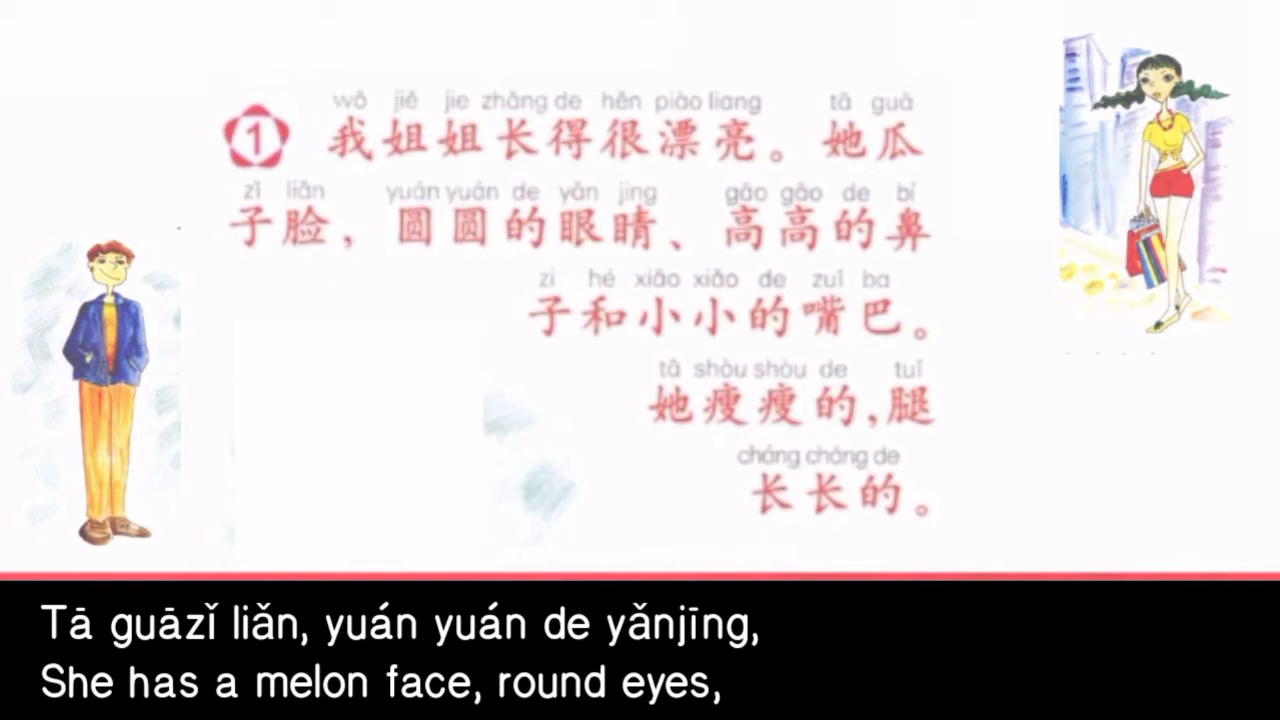 wǒ jiě jie zhǎng de hěn piào liang tā guā
1 我姐姐长得很漂亮。她瓜
zǐ liǎn yuán yuán de yǎn jing gāo gāo de bí
子脸，圆圆的眼睛、高高的鼻
zi hé xiǎo xiǎo de zuǐ ba
子和小小的嘴巴。
tā shòu shòu de tuǐ
她瘦瘦的,腿
cháng cháng de
长长的。
Tā guāzǐ liǎn, yuán yuán de yǎnjīng,
She has a melon face, round eyes,